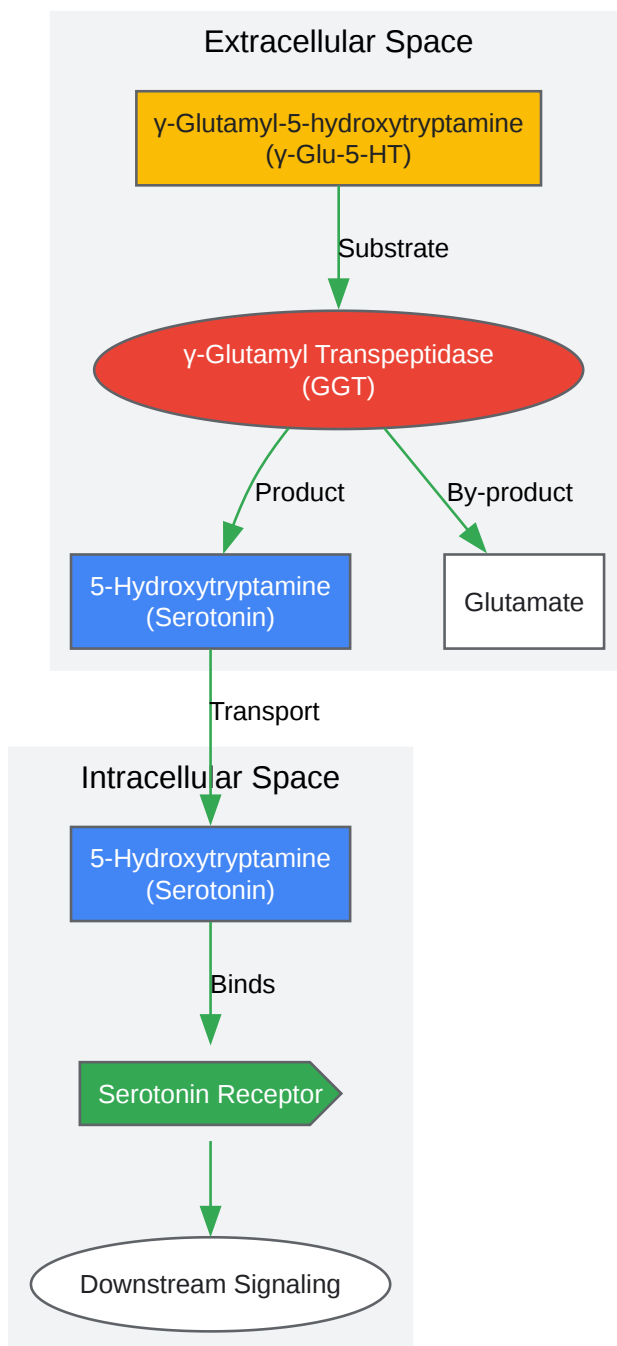 Extracellular Space
γ-Glutamyl-5-hydroxytryptamine
(γ-Glu-5-HT)
Substrate
γ-Glutamyl Transpeptidase
(GGT)
Product
By-product
5-Hydroxytryptamine
(Serotonin)
Glutamate
Transport
Intracellular Space
5-Hydroxytryptamine
(Serotonin)
Binds
Serotonin Receptor
Downstream Signaling